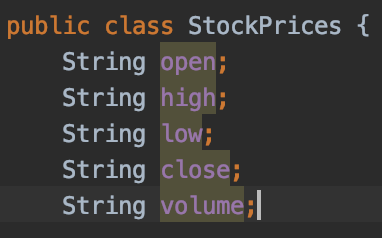 public class StockPrices {
    String open;
    String high;
    String low;
    String close;
    String volume;